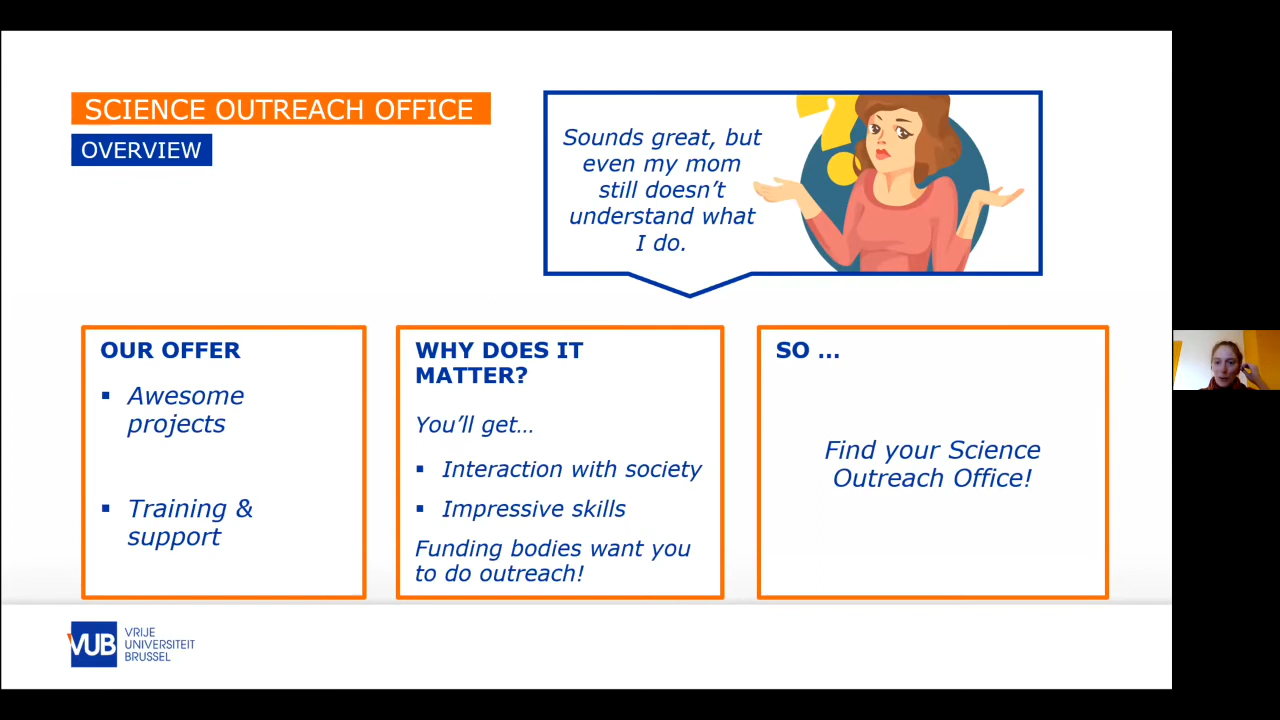 SCIENCE OUTREACH OFFICE
OVERVIEW
Sounds great, but
even my mom
still doesn't
understand what
I do.
?
OUR OFFER
▪ Awesome
projects
▪ Training &
support
WHY DOES IT
MATTER?
You'll get…
▪ Interaction with society
▪ Impressive skills
Funding bodies want you
to do outreach!
SO …
Find your Science
Outreach Office!
VUB
VRIJE
UNIVERSITEIT
BRUSSEL